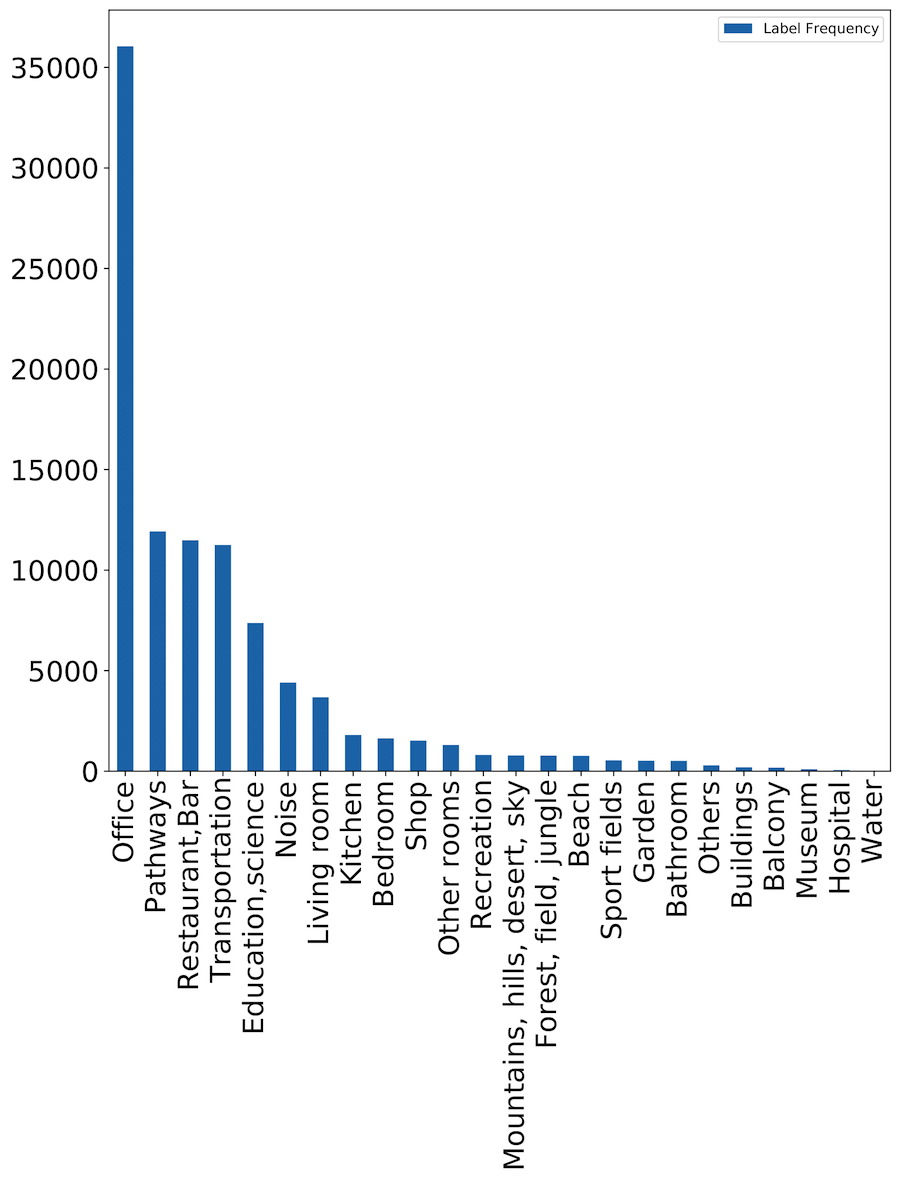 Label Frequency
35000
30000
25000
20000
15000
10000
5000
0
Office
Pathways
Restaurant,Bar
Transportation
Education,science
Noise
Living room
Kitchen
Bedroom
Shop
Other rooms
Recreation
Mountains, hills, desert, sky
Forest, field, jungle
Beach
Sport fields
Garden
Bathroom
Others
Buildings
Balcony
Museum
Hospital
Water